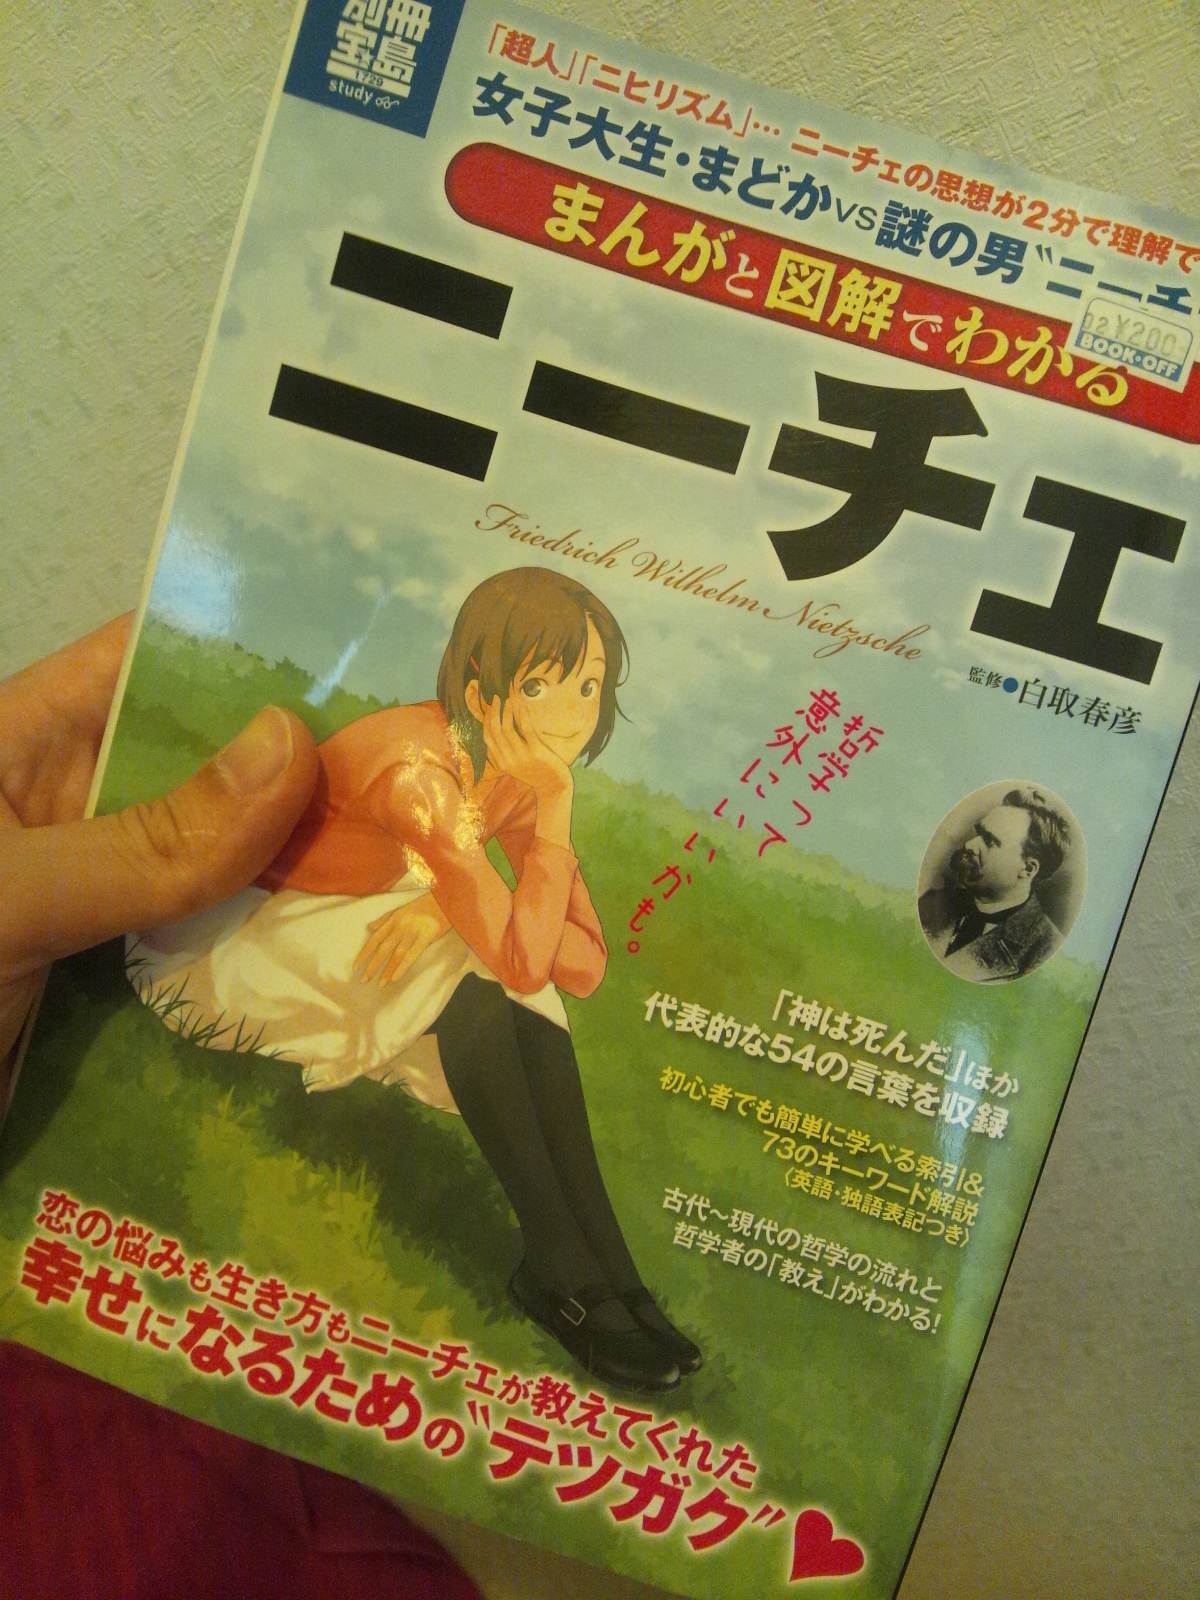 別冊
宝島
1729
study
「超人」「ニヒリズム」… ニーチェの思想が2分で理解で
女子大生・まどかVS謎の男〝ニーチ
まんがと図解でわかる
02 ¥200
BOOK・OFF
ニーチェ
Friedrich Wilhelm Nietzsche
監修●白取春彦
哲学って
意外にいいかも。
「神は死んだ」ほか
代表的な54の言葉を収録
初心者でも簡単に学べる索引&
73のキーワード解説
〈英語・独語表記つき〉
古代〜現代の哲学の流れと
哲学者の「教え」がわかる!
恋の悩みも生き方もニーチェが教えてくれた
幸せになるための〝テツガク〟♥